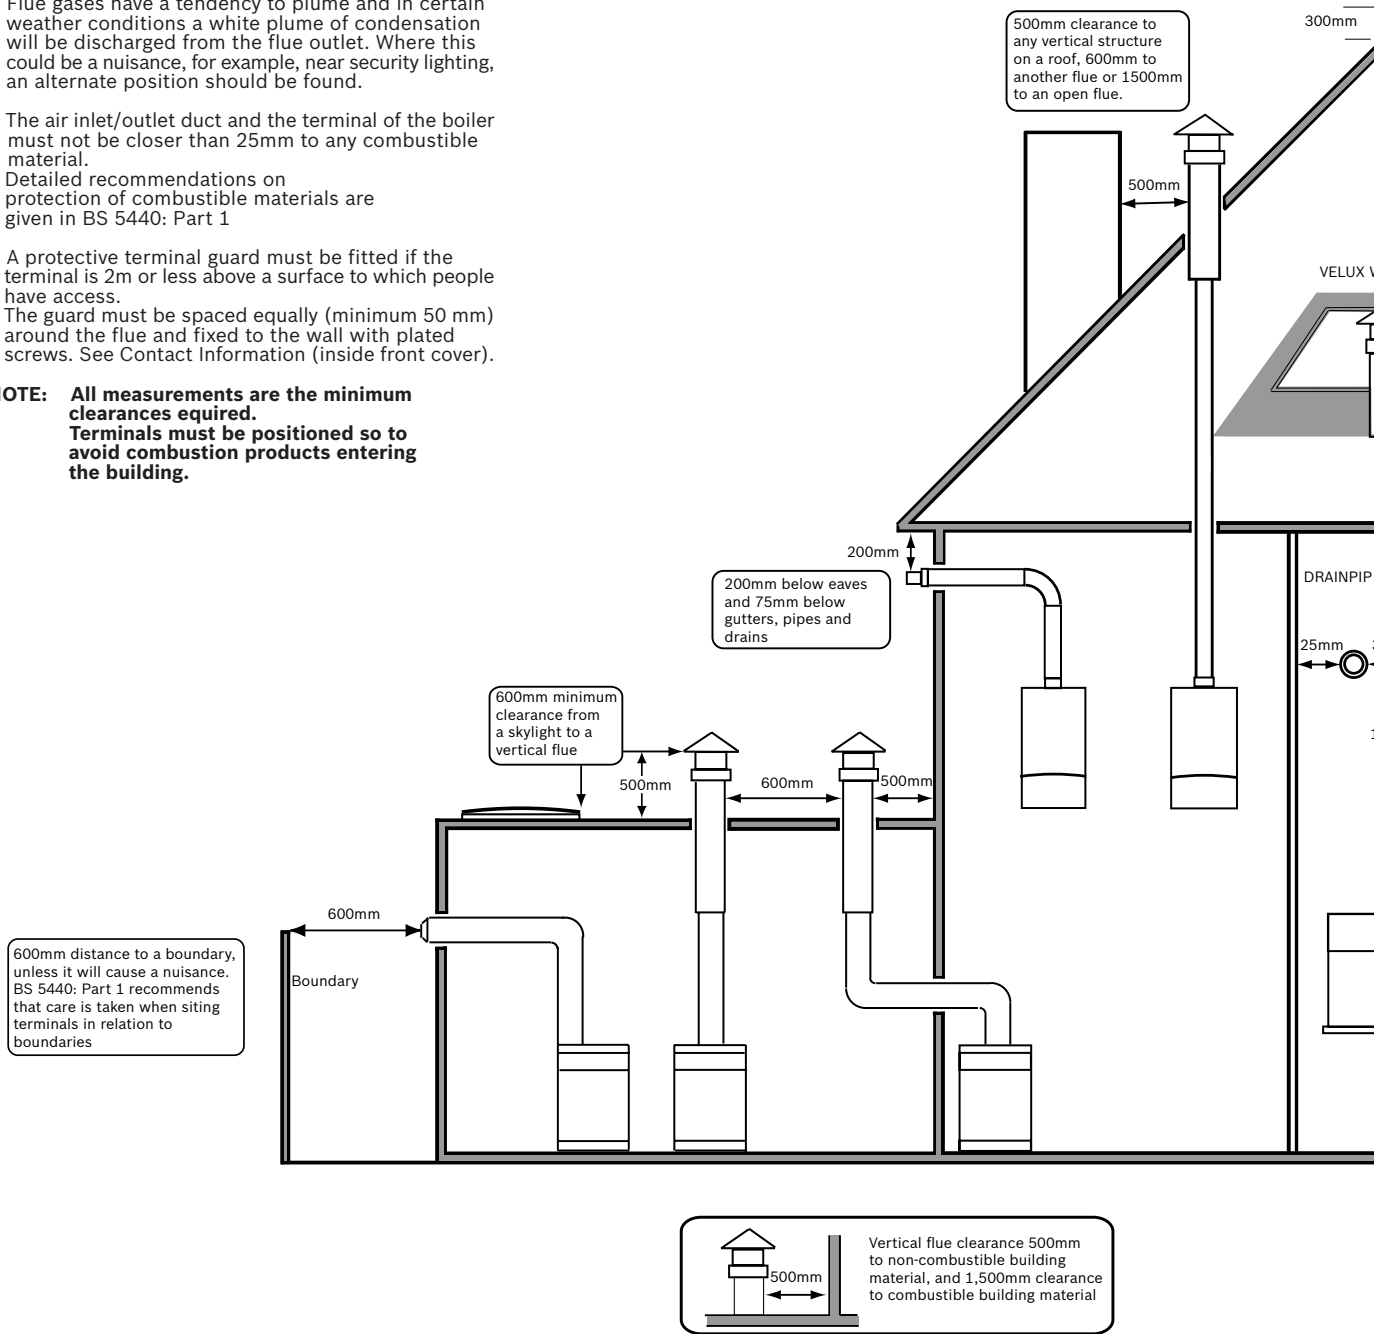 Flue gases have a tendency to plume and in certain
weather conditions a white plume of condensation
will be discharged from the flue outlet. Where this
could be a nuisance, for example, near security lighting,
an alternate position should be found.
The air inlet/outlet duct and the terminal of the boiler
must not be closer than 25mm to any combustible
material.
Detailed recommendations on
protection of combustible materials are
given in BS 5440: Part 1
A protective terminal guard must be fitted if the
terminal is 2m or less above a surface to which people
have access.
The guard must be spaced equally (minimum 50 mm)
around the flue and fixed to the wall with plated
screws. See Contact Information (inside front cover).
OTE: All measurements are the minimum
clearances equired.
Terminals must be positioned so to
avoid combustion products entering
the building.
500mm clearance to
any vertical structure
on a roof, 600mm to
another flue or 1500mm
to an open flue.
300mm
500mm
VELUX
200mm
200mm below eaves
and 75mm below
gutters, pipes and
drains
DRAINPIP
25mm
600mm minimum
clearance from
a skylight to a
vertical flue
500mm
600mm
500mm
600mm
600mm distance to a boundary,
unless it will cause a nuisance.
BS 5440: Part 1 recommends
that care is taken when siting
terminals in relation to
boundaries
Boundary
500mm
Vertical flue clearance 500mm
to non-combustible building
material, and 1,500mm clearance
to combustible building material